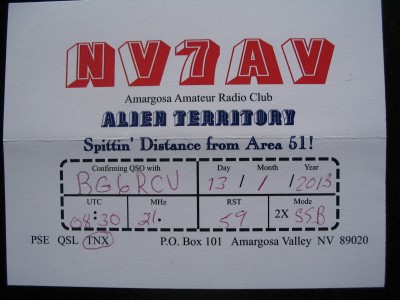 NV7AV
Amargosa Amateur Radio Club
ALIEN TERRITORY
Spittin' Distance from Area 51!
Confirming QSO with Day Month Year
BG6RCV 13 / 1 / 2013
UTC MHz RST Mode
08:30 21. 59 2X SSB
PSE QSL TNX P.O. Box 101 Amargosa Valley NV 89020